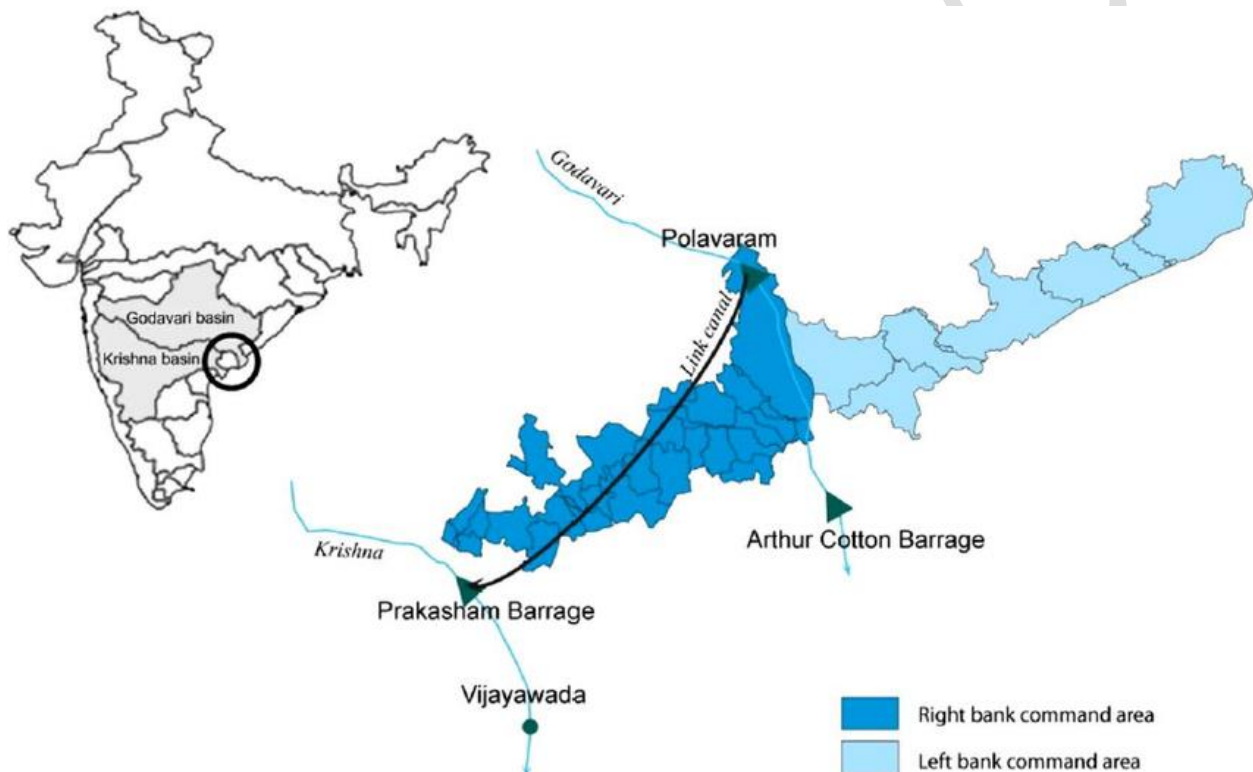 Godavari basin
Krishna basin
Godavari
Polavaram
Link canal
Krishna
Arthur Cotton Barrage
Prakasham Barrage
Vijayawada
Right bank command area
Left bank command area